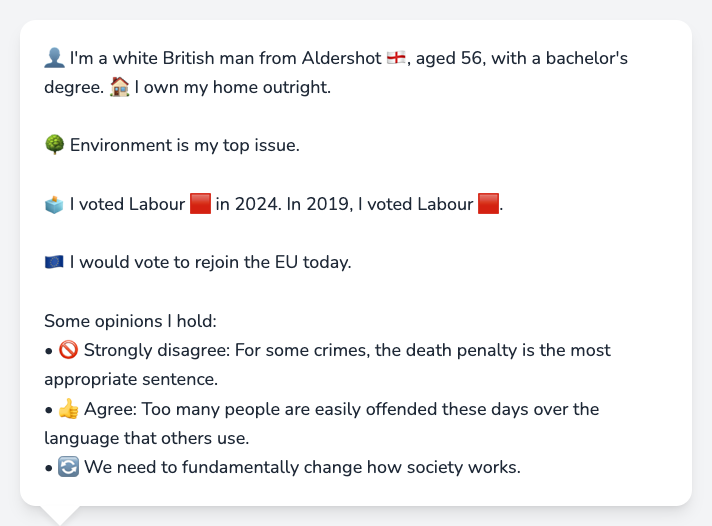 👤 I'm a white British man from Aldershot 🏴󠁧󠁢󠁥󠁮󠁧󠁿, aged 56, with a bachelor's
degree. 🏠 I own my home outright.
🌳 Environment is my top issue.
🗳️ I voted Labour 🟥 in 2024. In 2019, I voted Labour 🟥.
🇪🇺 I would vote to rejoin the EU today.
Some opinions I hold:
• 🚫 Strongly disagree: For some crimes, the death penalty is the most
appropriate sentence.
• 👍 Agree: Too many people are easily offended these days over the
language that others use.
• 🔄 We need to fundamentally change how society works.